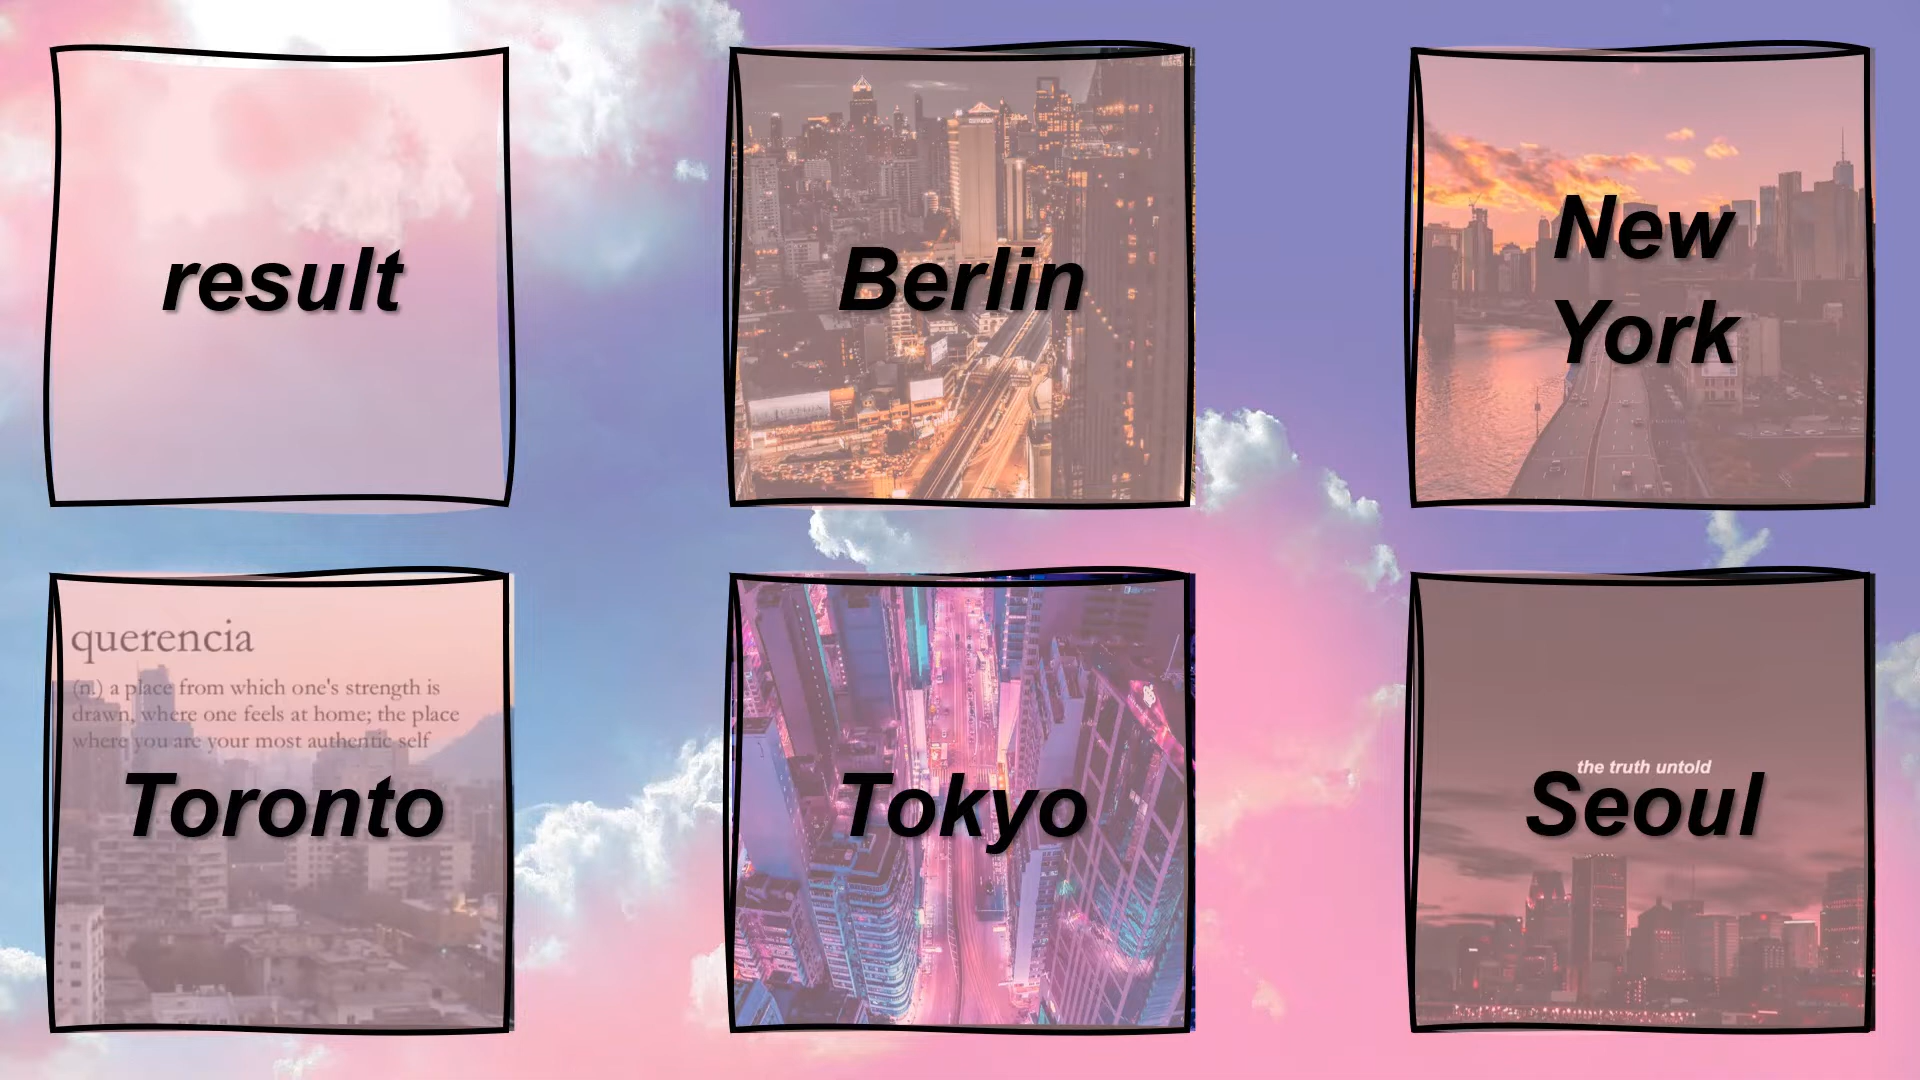 result
Berlin
New
York
querencia
(n.) a place from which one's strength is
drawn, where one feels at home; the place
where you are your most authentic self
Toronto
Tokyo
the truth untold
Seoul